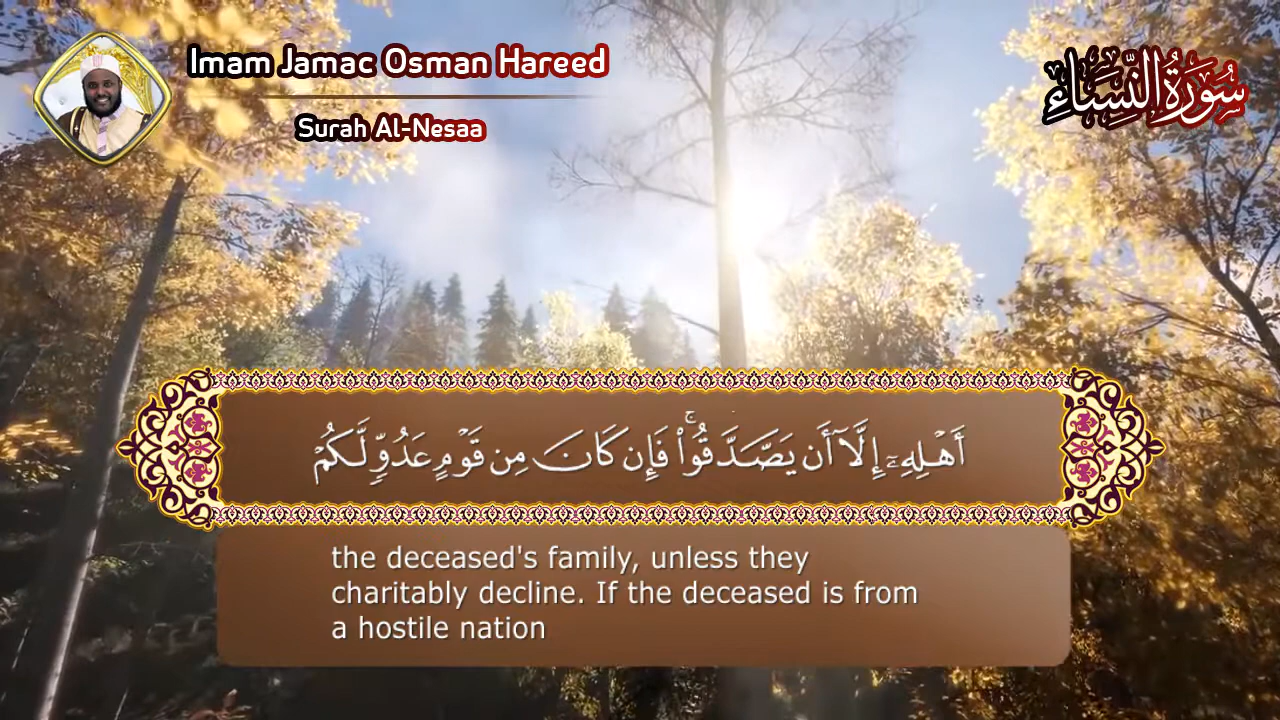 Imam Jamac Osman Hareed
Surah Al-Nesaa
سُورَةُ النِّسَاءِ
أَهْلِهِۦٓ إِلَّآ أَن يَصَّدَّقُوا۟ ۚ فَإِن كَانَ مِن قَوْمٍ عَدُوٍّ لَّكُمْ
the deceased's family, unless they
charitably decline. If the deceased is from
a hostile nation